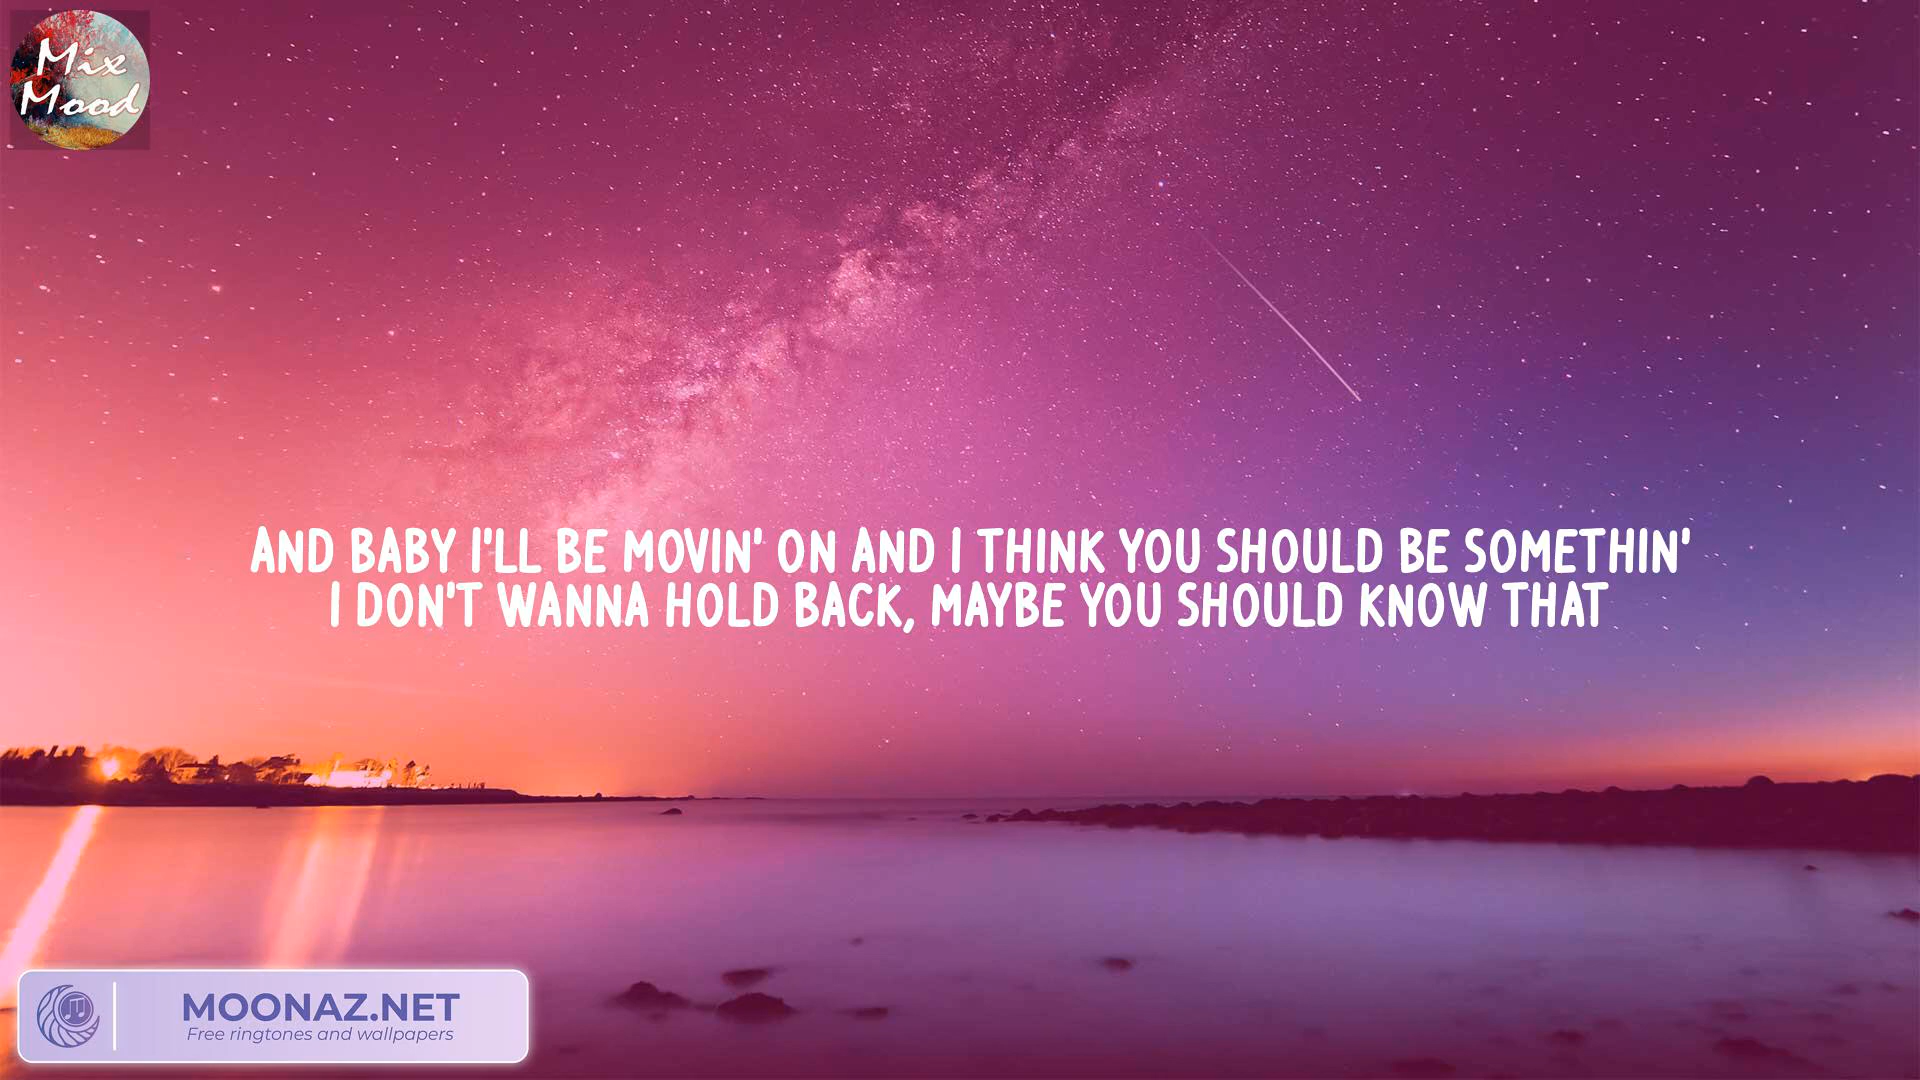 Mix
Mood
AND BABY I'LL BE MOVIN' ON AND I THINK YOU SHOULD BE SOMETHIN'
I DON'T WANNA HOLD BACK, MAYBE YOU SHOULD KNOW THAT
MOONAZ.NET
Free ringtones and wallpapers